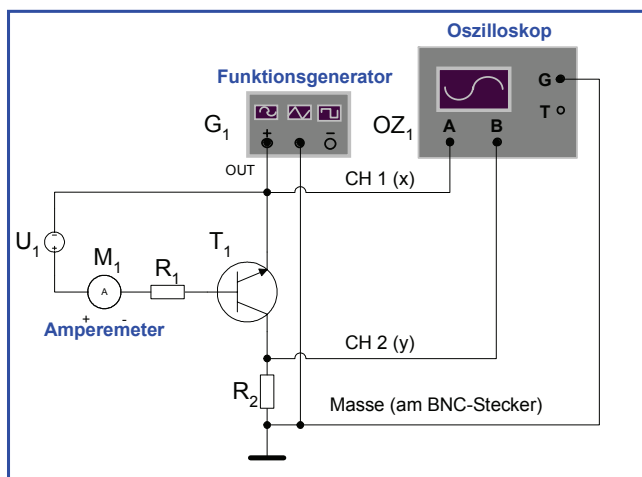 Oszilloskop
Funktionsgenerator
G
G1
OZ1
T
+
−
A
B
OUT
CH 1 (x)
U1
−
+
T1
M1
R1
A
+
-
Amperemeter
CH 2 (y)
R2
Masse (am BNC-Stecker)